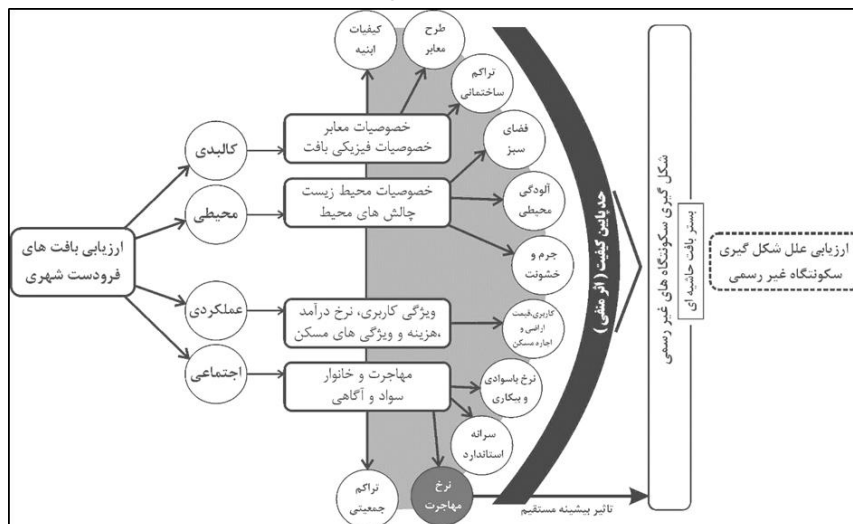 ارزیابی بافت های
فرودست شهری
کالبدی
محیطی
عملکردی
اجتماعی
خصوصیات معابر
خصوصیات فیزیکی بافت
خصوصیات محیط زیست
چالش های محیط
ویژگی کاربری، نرخ درآمد
،هزینه و ویژگی های مسکن
مهاجرت و خانوار
سواد و آگاهی
کیفیات
ابنیه
طرح
معابر
تراکم
ساختمانی
فضای
سبز
آلودگی
محیطی
جرم و
خشونت
کاربری،قیمت
اراضی و
اجاره مسکن
نرخ باسوادی
و بیکاری
سرانه
استاندارد
نرخ
مهاجرت
تراکم
جمعیتی
حد پایین کیفیت ( اثر منفی )
تاثیر بیشینه مستقیم
شکل گیری سکونتگاه های غیر رسمی
بستر بافت حاشیه ای
ارزیابی علل شکل گیری
سکونتگاه غیر رسمی